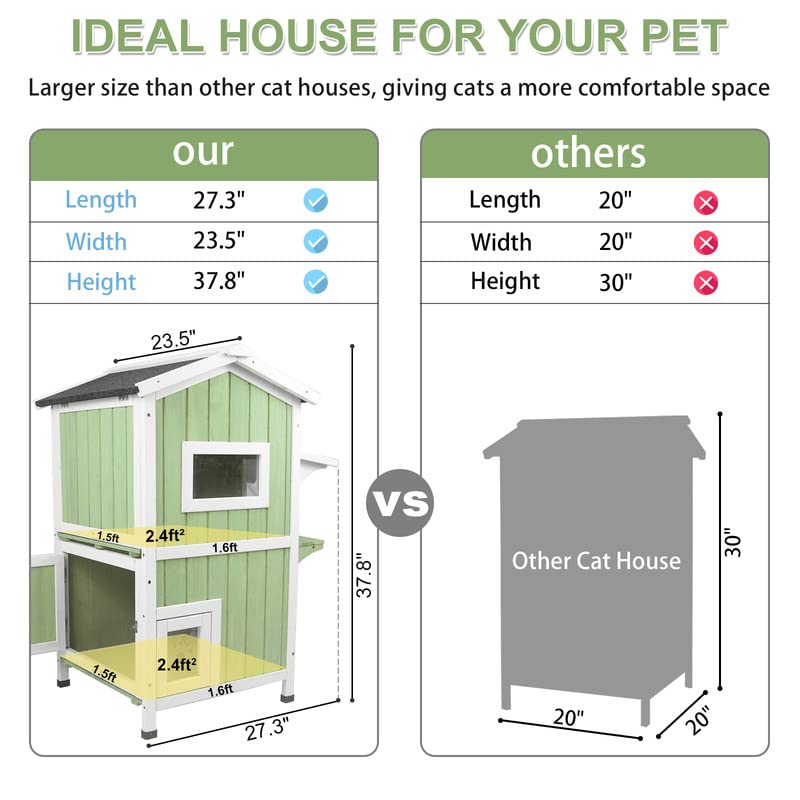 IDEAL HOUSE FOR YOUR PET
Larger size than other cat houses, giving cats a more comfortable space
our
Length 27.3"
Width 23.5"
Height 37.8"
others
Length 20"
Width 20"
Height 30"
23.5"
1.5ft
2.4ft²
1.6ft
37.8"
1.5ft
2.4ft²
1.6ft
27.3"
VS
Other Cat House
30"
20"
20"